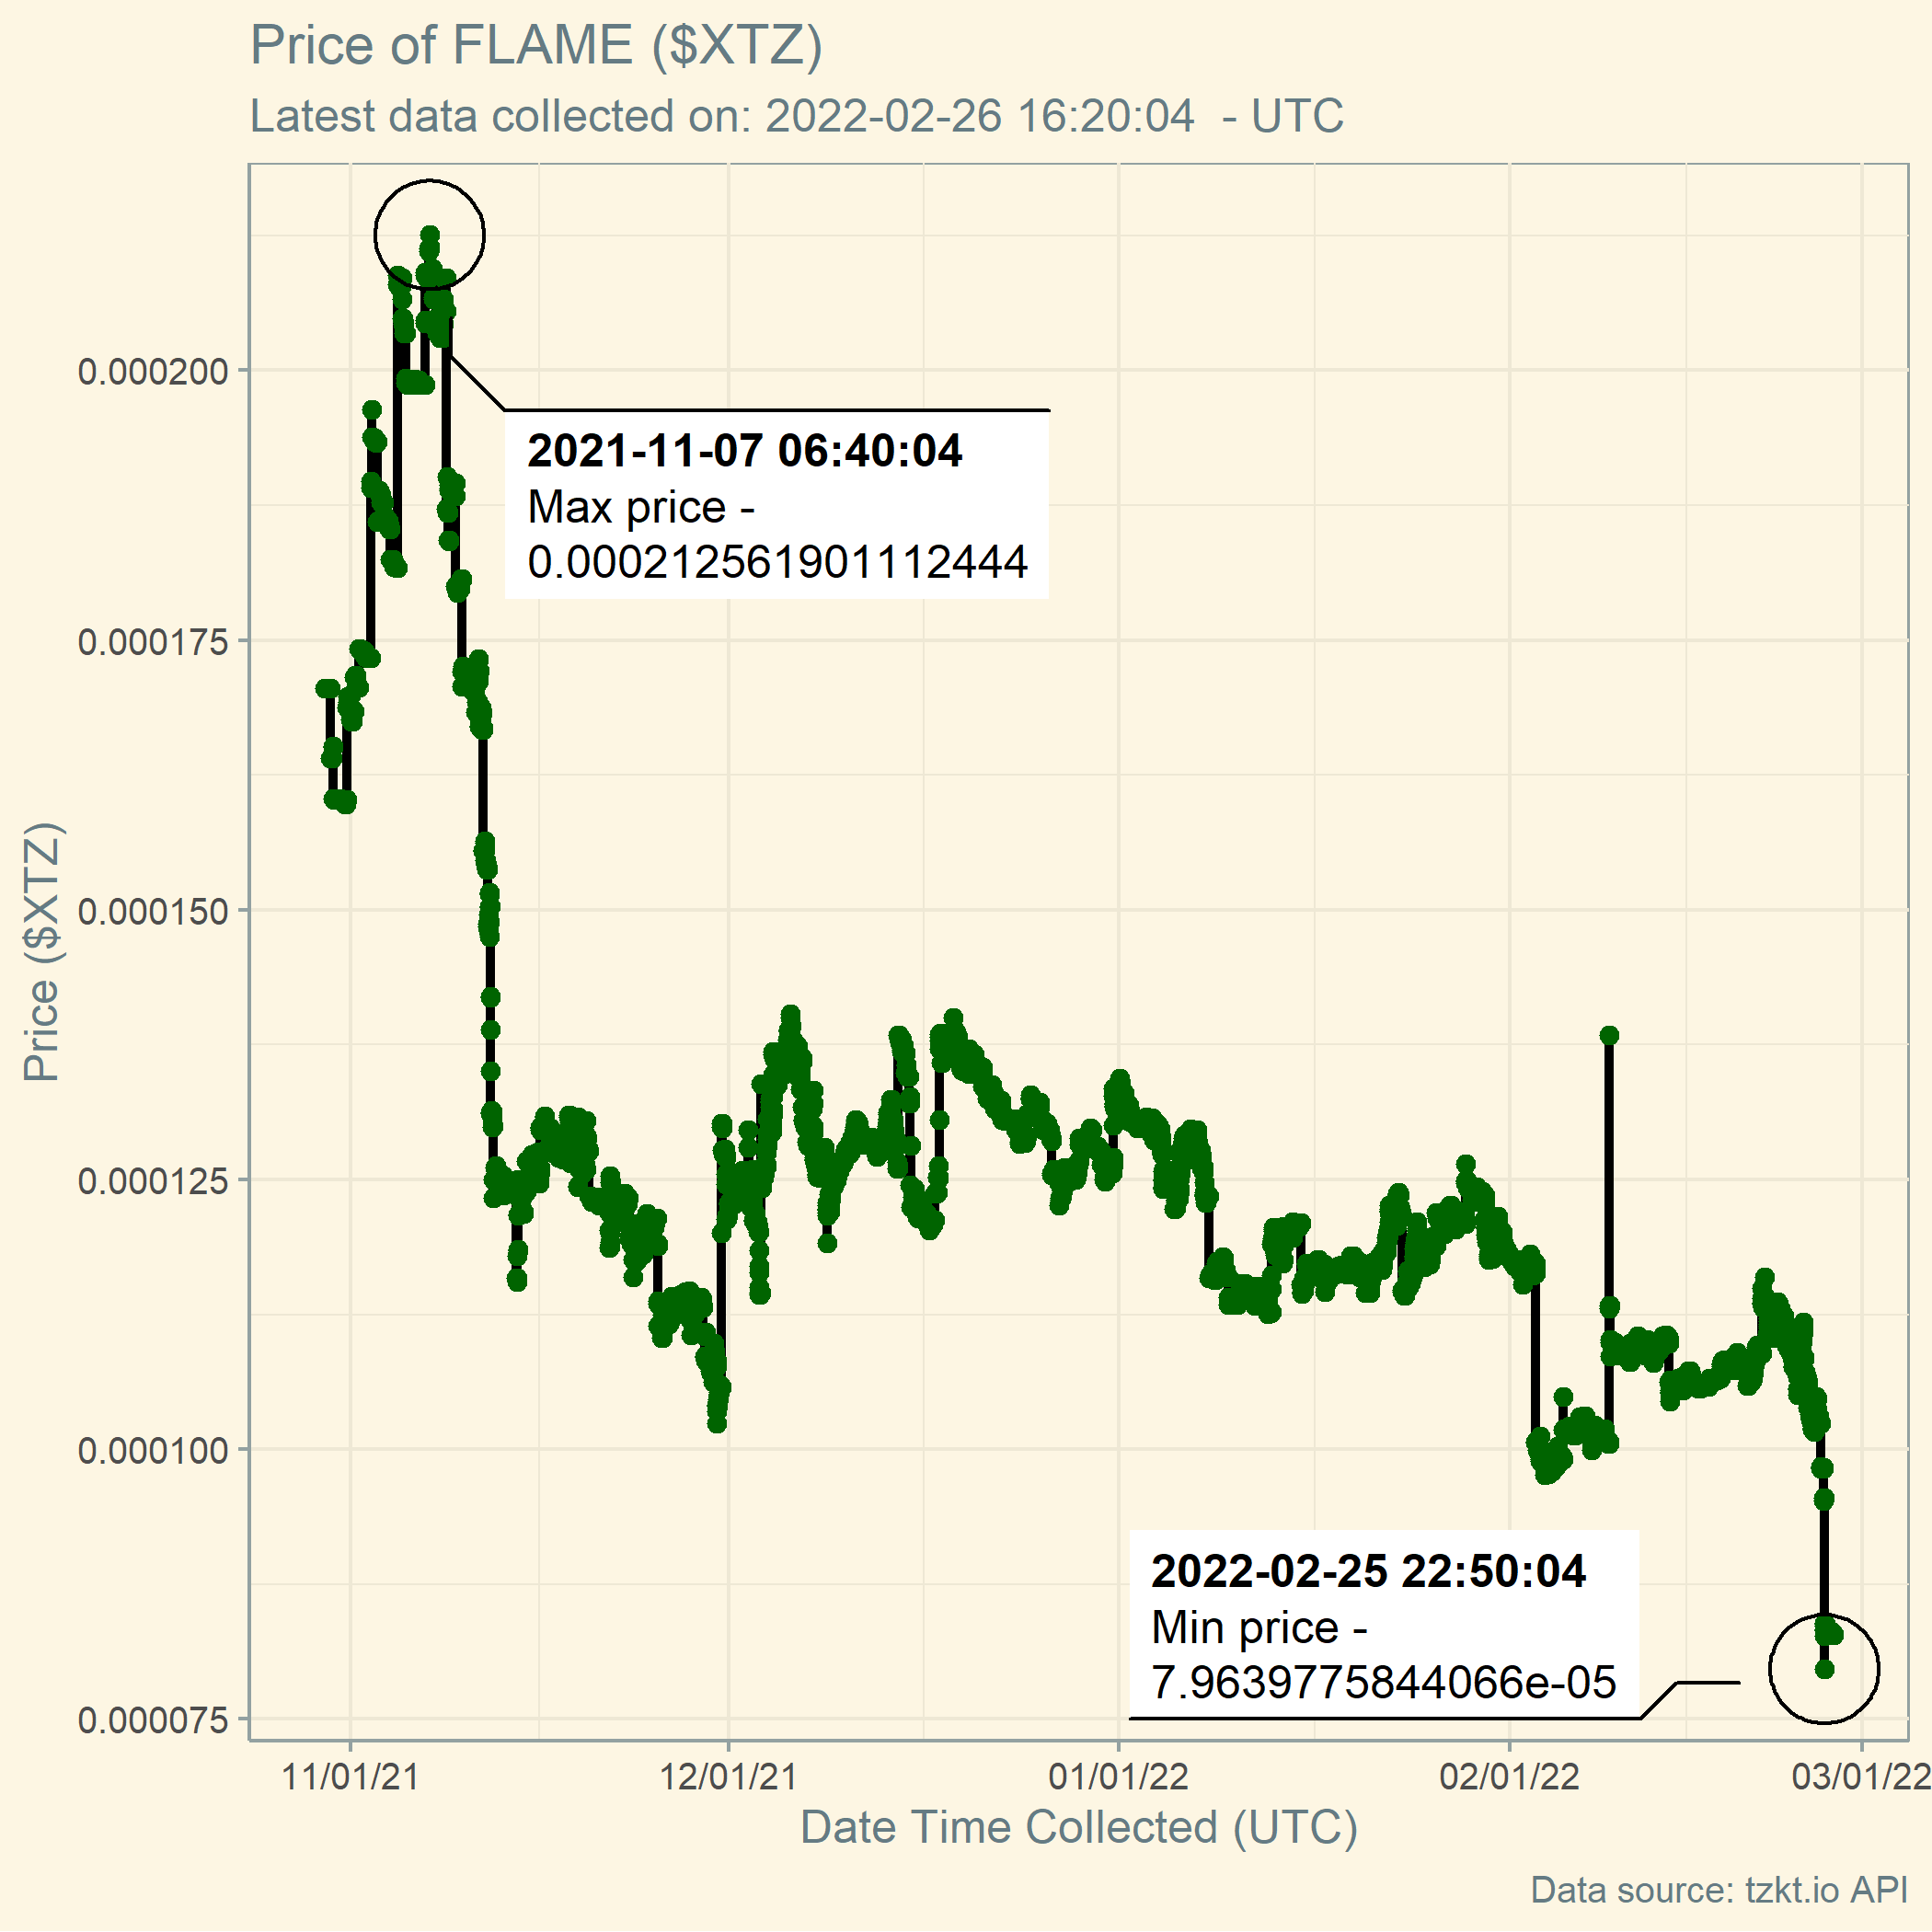 Price of FLAME ($XTZ)
Latest data collected on: 2022-02-26 16:20:04 - UTC
Price ($XTZ)
0.000200
0.000175
0.000150
0.000125
0.000100
0.000075
2021-11-07 06:40:04
Max price -
0.000212561901112444
2022-02-25 22:50:04
Min price -
7.9639775844066e-05
11/01/21
12/01/21
01/01/22
02/01/22
03/01/22
Date Time Collected (UTC)
Data source: tzkt.io API